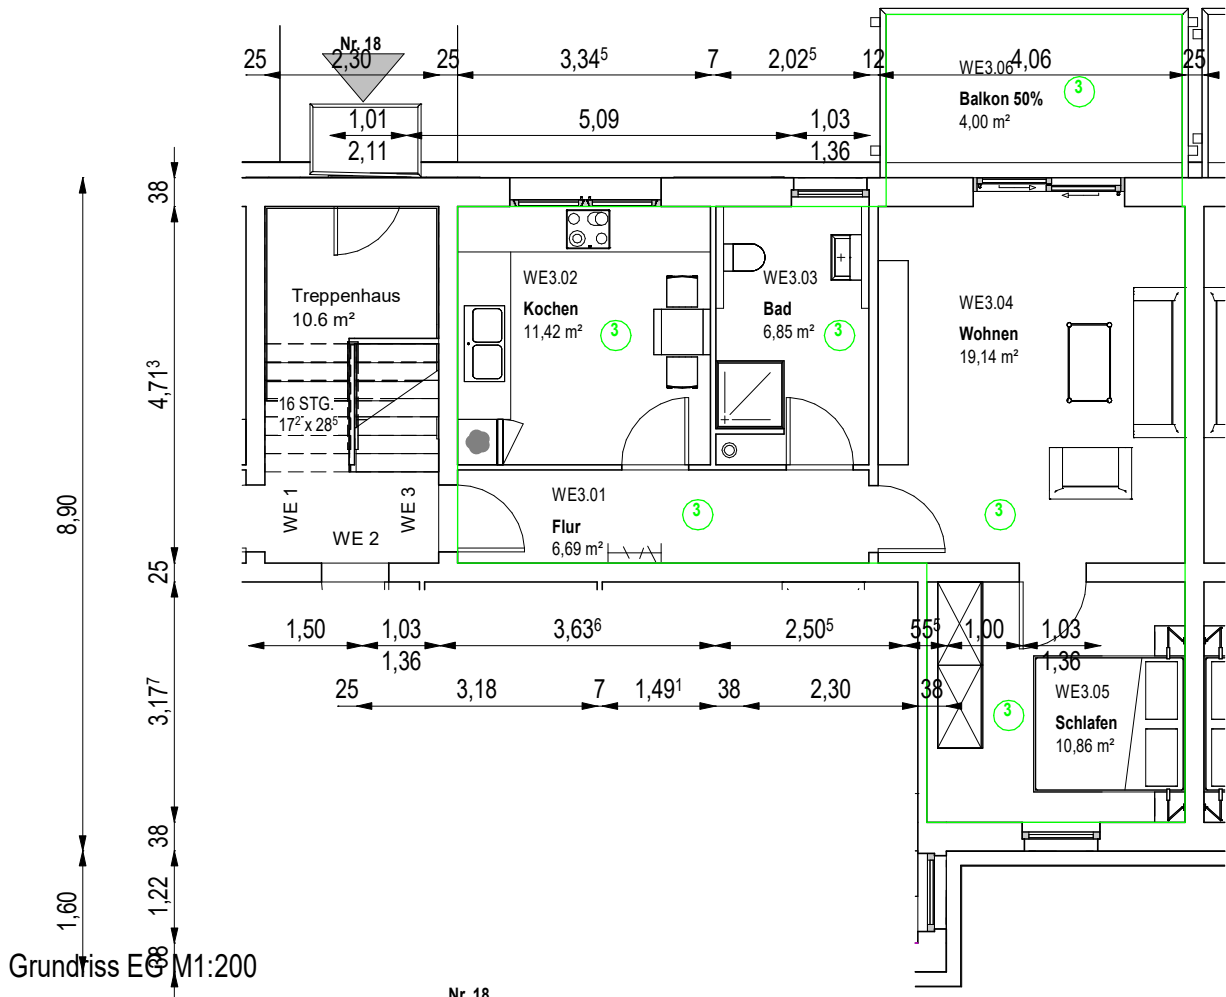 Nr. 18
25 2,30 25 3,34⁵ 7 2,02⁵ 12 4,06 25
WE3.06
Balkon 50%
4,00 m²
3
1,01 5,09 1,03
2,11 1,36
38
WE3.02
Kochen
11,42 m²
3
WE3.03
Bad
6,85 m²
3
Treppenhaus
10.6 m²
WE3.04
Wohnen
19,14 m²
4,71³
16 STG.
17² x 28⁵
8,90
WE 1
WE 2
WE 3
WE3.01
Flur
6,69 m²
3
3
25
1,50 1,03 3,63⁶ 2,50⁵ 55⁵ 1,00 1,03
1,36 1,36
25 3,18 7 1,49¹ 38 2,30 38
3,17⁷
3
WE3.05
Schlafen
10,86 m²
38
1,22
1,60
38
Grundriss EG M1:200
Nr. 18